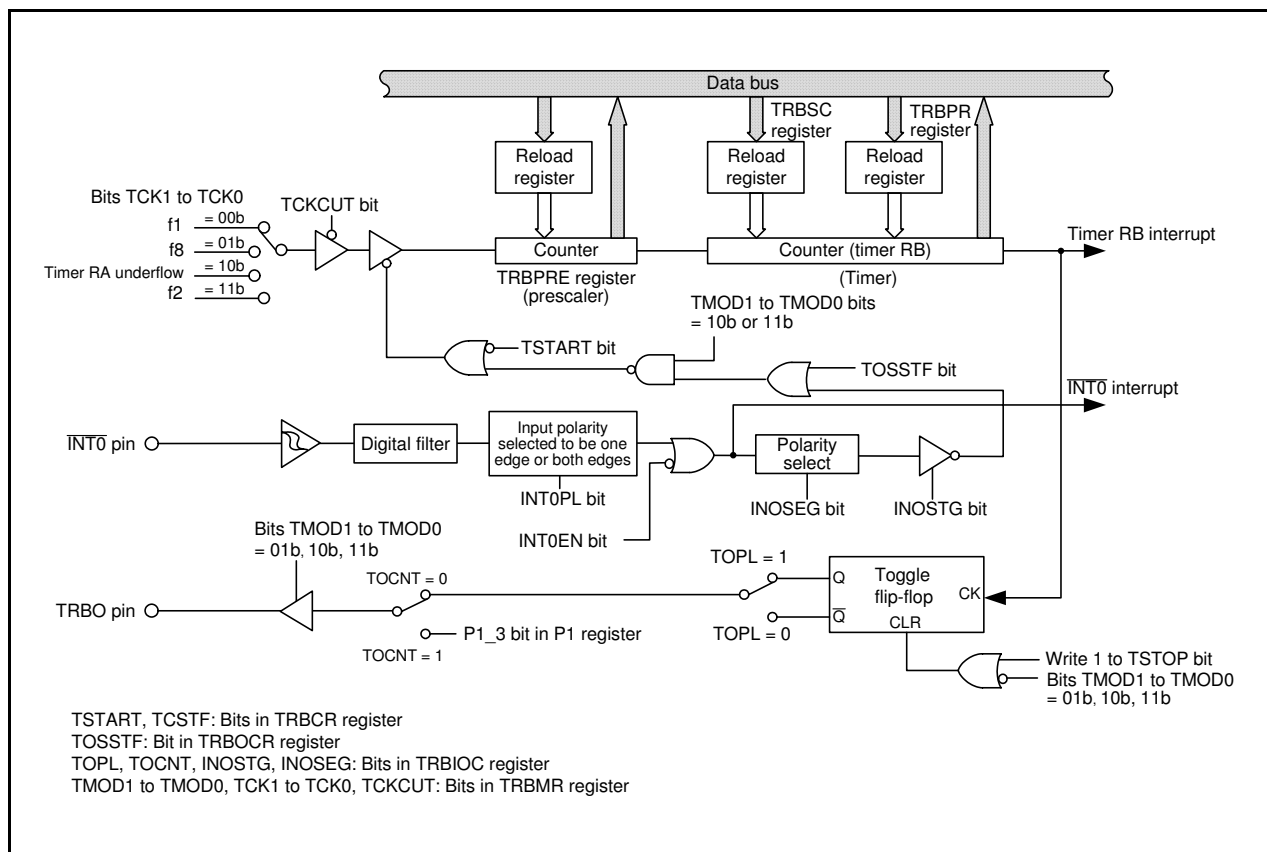 Data bus
TRBSC
register
TRBPR
register
Reload
register
Reload
register
Reload
register
Bits TCK1 to TCK0
TCKCUT bit
f1
= 00b
f8
= 01b
Timer RA underflow
= 10b
f2
= 11b
Counter
Counter (timer RB)
Timer RB interrupt
TRBPRE register
(prescaler)
(Timer)
TMOD1 to TMOD0 bits
= 10b or 11b
TSTART bit
TOSSTF bit
INT0 interrupt
INT0 pin
Digital filter
Input polarity
selected to be one
edge or both edges
Polarity
select
INT0PL bit
INOSEG bit
INOSTG bit
INT0EN bit
Bits TMOD1 to TMOD0
= 01b, 10b, 11b
TOPL = 1
TOCNT = 0
Q
Toggle
flip-flop
CK
TRBO pin
Q
CLR
P1_3 bit in P1 register
TOPL = 0
TOCNT = 1
Write 1 to TSTOP bit
Bits TMOD1 to TMOD0
= 01b, 10b, 11b
TSTART, TCSTF: Bits in TRBCR register
TOSSTF: Bit in TRBOCR register
TOPL, TOCNT, INOSTG, INOSEG: Bits in TRBIOC register
TMOD1 to TMOD0, TCK1 to TCK0, TCKCUT: Bits in TRBMR register